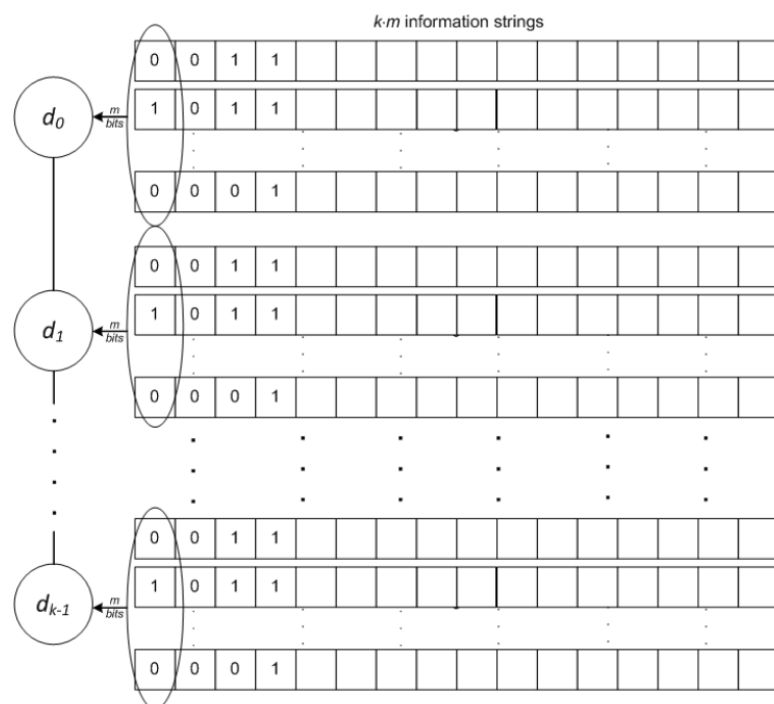 k·m information strings
0 0 1 1
d0 m bits 1 0 1 1
0 0 0 1
0 0 1 1
d1 m bits 1 0 1 1
0 0 0 1
0 0 1 1
dk-1 m bits 1 0 1 1
0 0 0 1